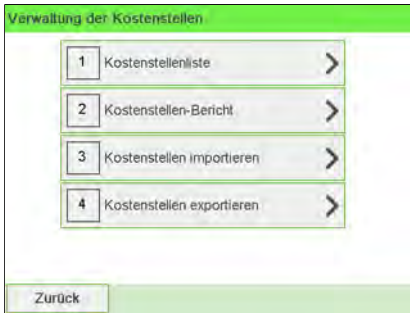 Verwaltung der Kostenstellen
1 Kostenstellenliste
2 Kostenstellen-Bericht
3 Kostenstellen importieren
4 Kostenstellen exportieren
Zurück